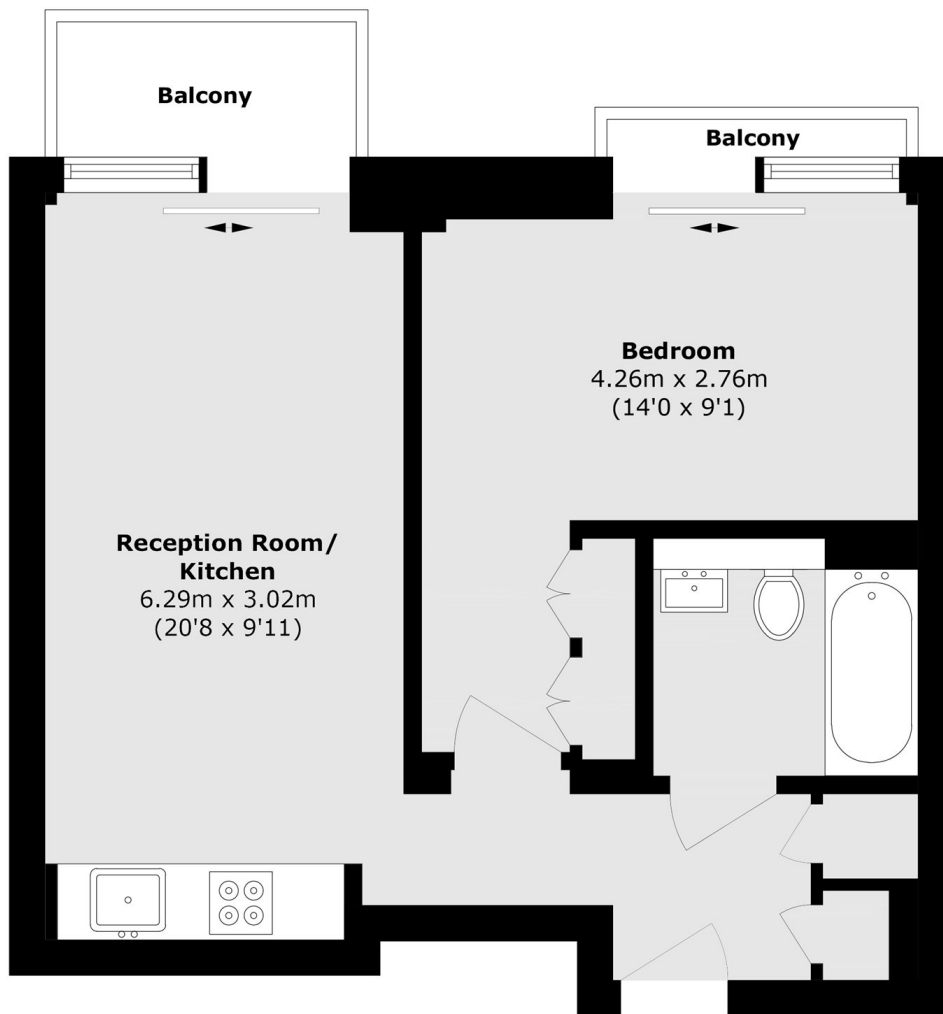 Balcony
Balcony
Bedroom
4.26m x 2.76m
(14'0 x 9'1)
Reception Room/
Kitchen
6.29m x 3.02m
(20'8 x 9'11)